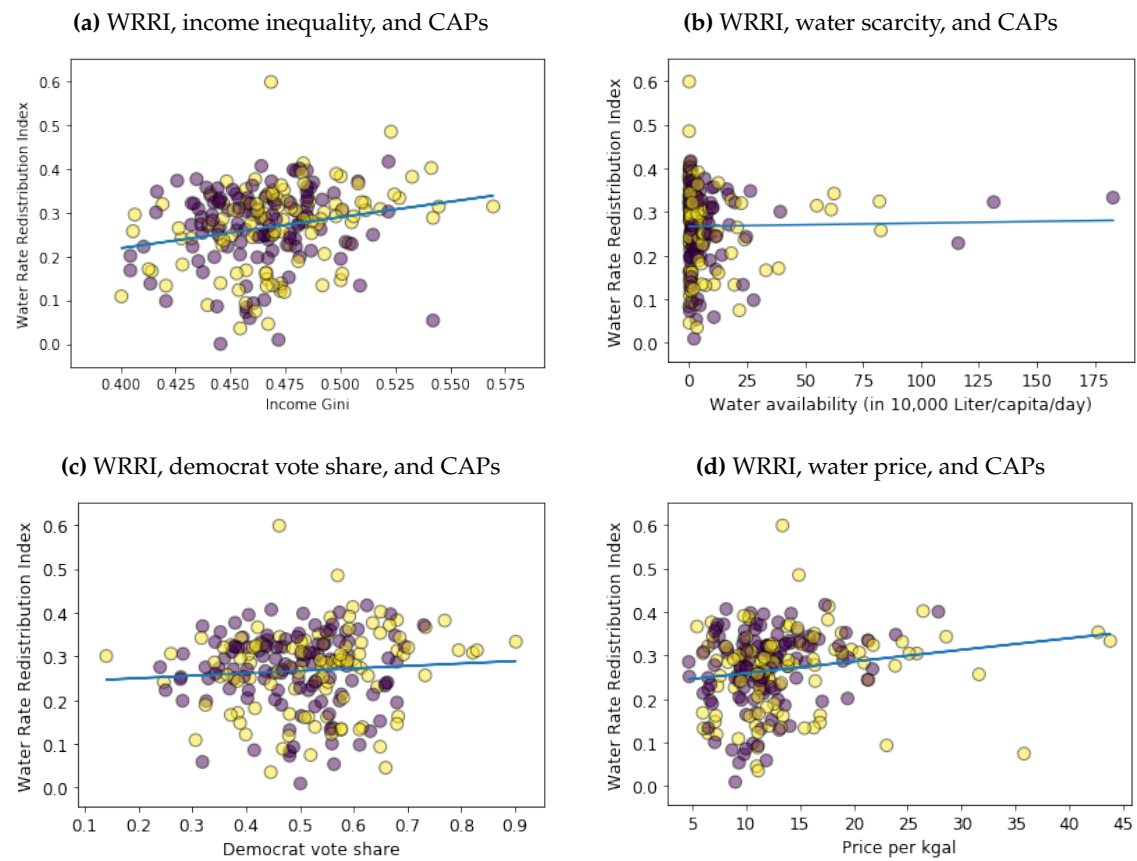 (a) WRRI, income inequality, and CAPs
Water Rate Redistribution Index
0.6
0.5
0.4
0.3
0.2
0.1
0.0
0.400 0.425 0.450 0.475 0.500 0.525 0.550 0.575
Income Gini
(b) WRRI, water scarcity, and CAPs
Water Rate Redistribution Index
0.6
0.5
0.4
0.3
0.2
0.1
0.0
0 25 50 75 100 125 150 175
Water availability (in 10,000 Liter/capita/day)
(c) WRRI, democrat vote share, and CAPs
Water Rate Redistribution Index
0.6
0.5
0.4
0.3
0.2
0.1
0.0
0.1 0.2 0.3 0.4 0.5 0.6 0.7 0.8 0.9
Democrat vote share
(d) WRRI, water price, and CAPs
Water Rate Redistribution Index
0.6
0.5
0.4
0.3
0.2
0.1
0.0
5 10 15 20 25 30 35 40 45
Price per kgal